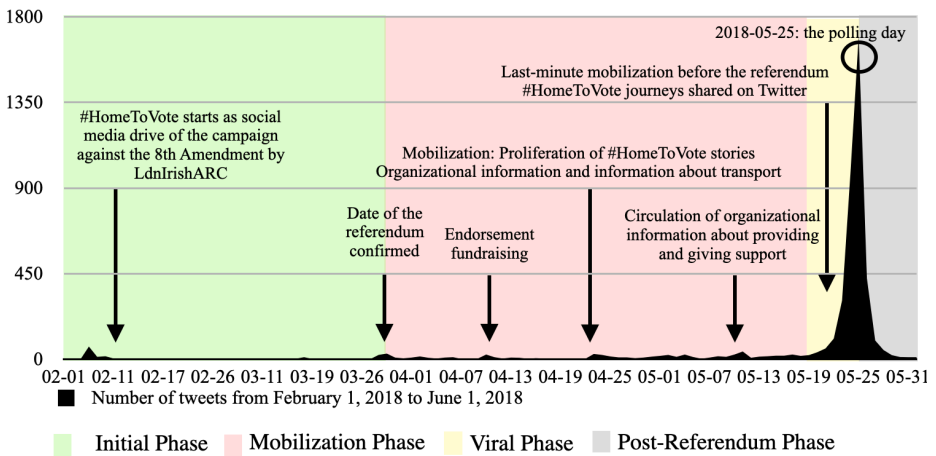 1800
2018-05-25: the polling day
Last-minute mobilization before the referendum
#HomeToVote journeys shared on Twitter
1350
#HomeToVote starts as social
media drive of the campaign
against the 8th Amendment by
LdnIrishARC
Mobilization: Proliferation of #HomeToVote stories
Organizational information and information about transport
900
Date of the
referendum
confirmed
Endorsement
fundraising
Circulation of organizational
information about providing
and giving support
450
0
02-01 02-11 02-17 02-26 03-11 03-19 03-26 04-01 04-07 04-13 04-19 04-25 05-01 05-07 05-13 05-19 05-25 05-31
Number of tweets from February 1, 2018 to June 1, 2018
Initial Phase Mobilization Phase Viral Phase Post-Referendum Phase